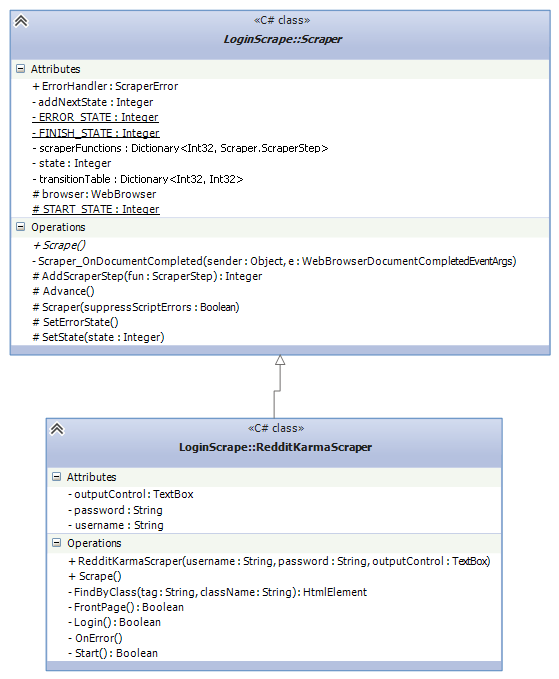 «C# class»
LoginScrape::Scraper
Attributes
+ ErrorHandler : ScraperError
- addNextState : Integer
- ERROR_STATE : Integer
- FINISH_STATE : Integer
- scraperFunctions : Dictionary<Int32, Scraper.ScraperStep>
- state : Integer
- transitionTable : Dictionary<Int32, Int32>
# browser : WebBrowser
# START_STATE : Integer
Operations
+ Scrape()
- Scraper_OnDocumentCompleted(sender : Object, e : WebBrowserDocumentCompletedEventArgs)
# AddScraperStep(fun : ScraperStep) : Integer
# Advance()
# Scraper(suppressScriptErrors : Boolean)
# SetErrorState()
# SetState(state : Integer)
«C# class»
LoginScrape::RedditKarmaScraper
Attributes
- outputControl : TextBox
- password : String
- username : String
Operations
+ RedditKarmaScraper(username : String, password : String, outputControl : TextBox)
+ Scrape()
- FindByClass(tag : String, className : String) : HtmlElement
- FrontPage() : Boolean
- Login() : Boolean
- OnError()
- Start() : Boolean